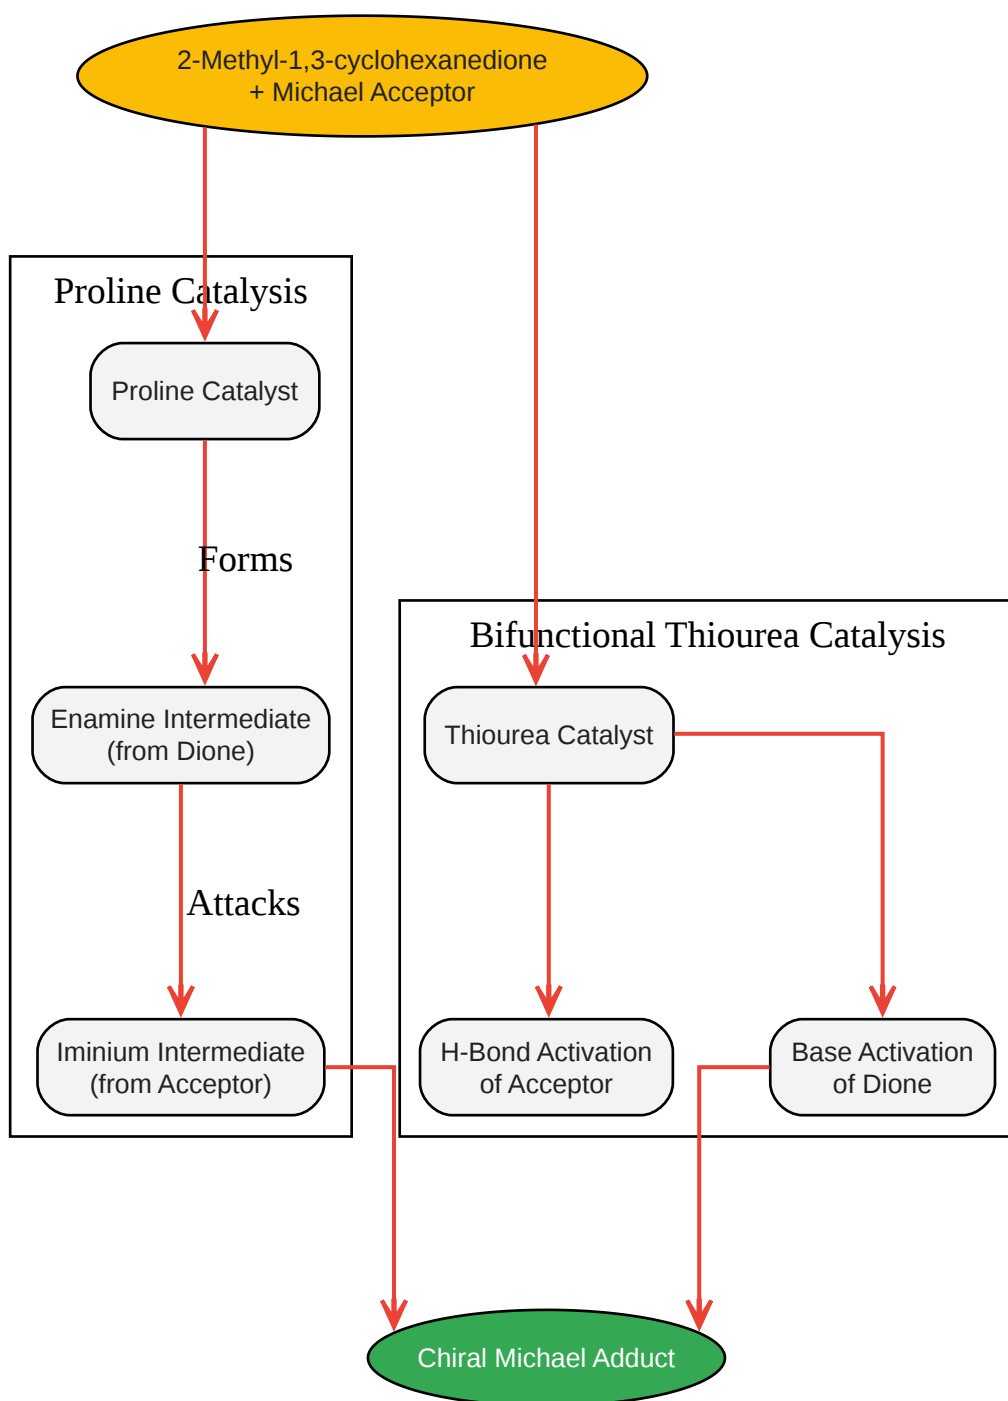 2-Methyl-1,3-cyclohexanedione
+ Michael Acceptor
Proline Catalysis
Proline Catalyst
Forms
Enamine Intermediate
(from Dione)
Attacks
Iminium Intermediate
(from Acceptor)
Bifunctional Thiourea Catalysis
Thiourea Catalyst
H-Bond Activation
of Acceptor
Base Activation
of Dione
Chiral Michael Adduct